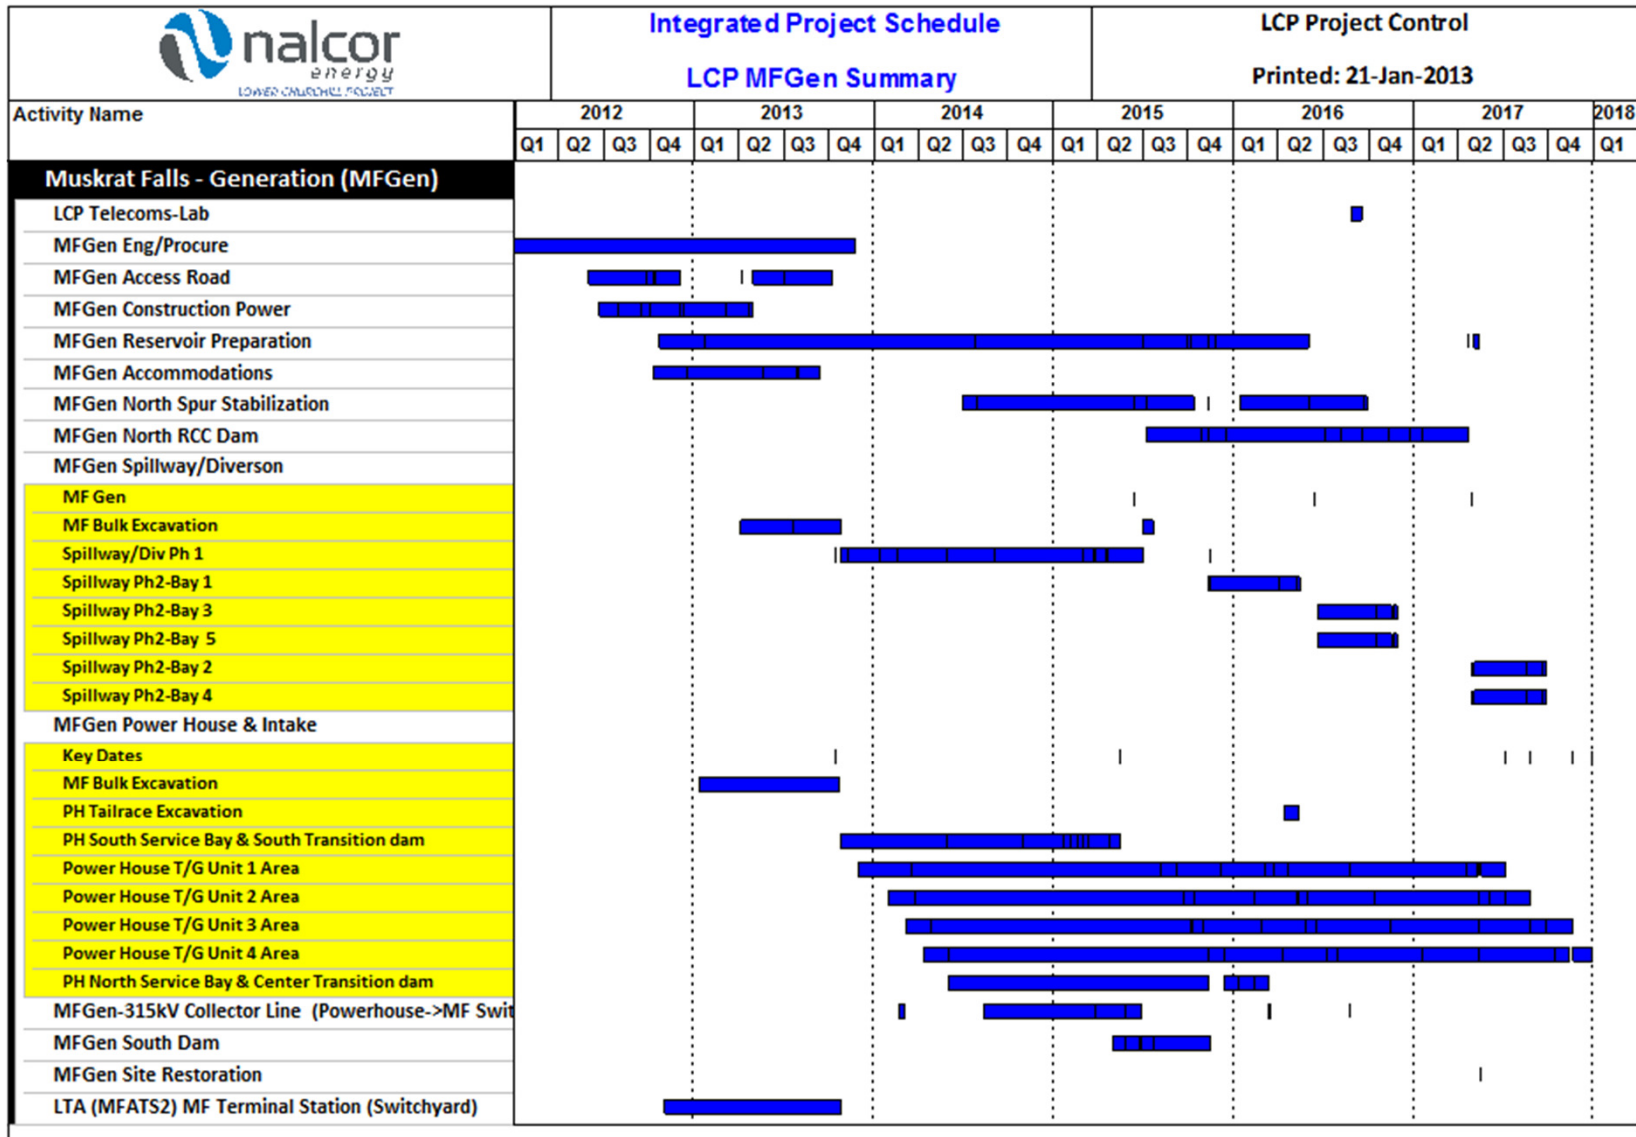 nalcor
energy
LOWER CHURCHILL PROJECT
Integrated Project Schedule
LCP MFGen Summary
LCP Project Control
Printed: 21-Jan-2013
Activity Name
2012 2013 2014 2015 2016 2017 2018
Q1 Q2 Q3 Q4 Q1 Q2 Q3 Q4 Q1 Q2 Q3 Q4 Q1 Q2 Q3 Q4 Q1 Q2 Q3 Q4 Q1 Q2 Q3 Q4 Q1
Muskrat Falls - Generation (MFGen)
LCP Telecoms-Lab
MFGen Eng/Procure
MFGen Access Road
MFGen Construction Power
MFGen Reservoir Preparation
MFGen Accommodations
MFGen North Spur Stabilization
MFGen North RCC Dam
MFGen Spillway/Diverson
MF Gen
MF Bulk Excavation
Spillway/Div Ph 1
Spillway Ph2-Bay 1
Spillway Ph2-Bay 3
Spillway Ph2-Bay 5
Spillway Ph2-Bay 2
Spillway Ph2-Bay 4
MFGen Power House & Intake
Key Dates
MF Bulk Excavation
PH Tailrace Excavation
PH South Service Bay & South Transition dam
Power House T/G Unit 1 Area
Power House T/G Unit 2 Area
Power House T/G Unit 3 Area
Power House T/G Unit 4 Area
PH North Service Bay & Center Transition dam
MFGen-315kV Collector Line (Powerhouse->MF Swit
MFGen South Dam
MFGen Site Restoration
LTA (MFATS2) MF Terminal Station (Switchyard)